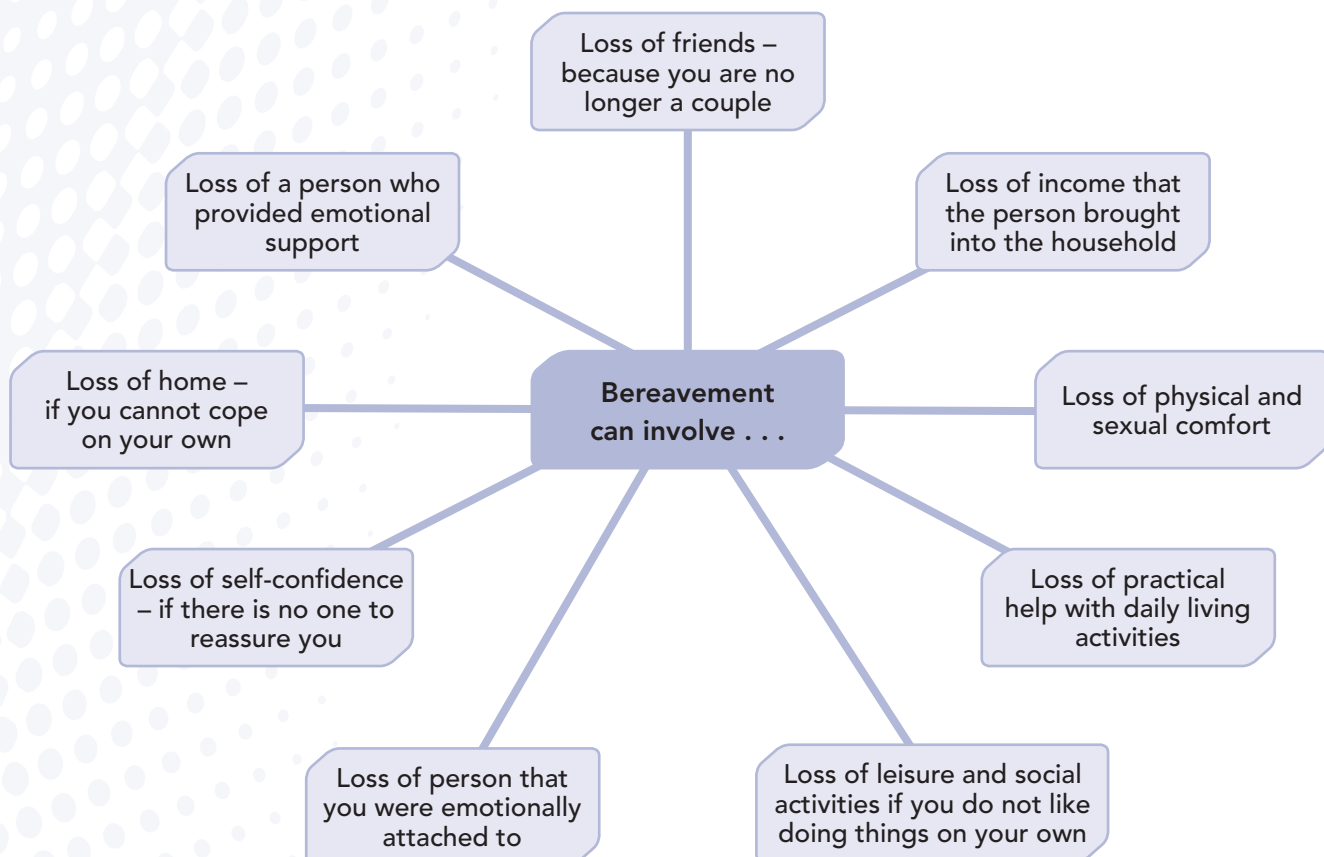 Loss of friends –
because you are no
longer a couple
Loss of a person who
provided emotional
support
Loss of income that
the person brought
into the household
Loss of home –
if you cannot cope
on your own
Bereavement
can involve . . .
Loss of physical and
sexual comfort
Loss of self-confidence
– if there is no one to
reassure you
Loss of practical
help with daily living
activities
Loss of person that
you were emotionally
attached to
Loss of leisure and social
activities if you do not like
doing things on your own